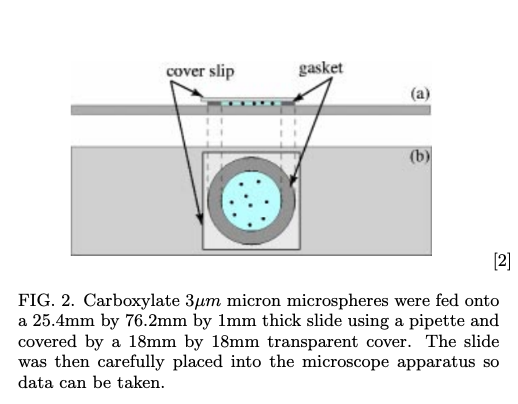 cover slip
gasket
(a)
(b)
[2]
FIG. 2. Carboxylate 3μm micron microspheres were fed onto
a 25.4mm by 76.2mm by 1mm thick slide using a pipette and
covered by a 18mm by 18mm transparent cover. The slide
was then carefully placed into the microscope apparatus so
data can be taken.